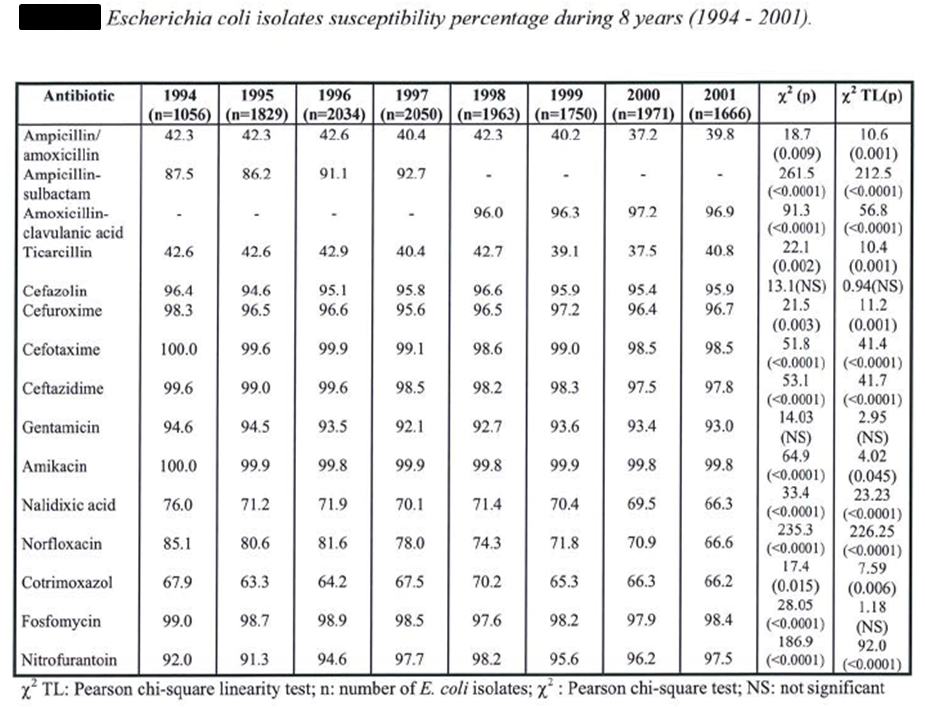 Escherichia coli isolates susceptibility percentage during 8 years (1994 - 2001).
Antibiotic 1994 1995 1996 1997 1998 1999 2000 2001 χ² (p) χ² TL(p)
(n=1056) (n=1829) (n=2034) (n=2050) (n=1963) (n=1750) (n=1971) (n=1666)
Ampicillin/ 42.3 42.3 42.6 40.4 42.3 40.2 37.2 39.8 18.7 10.6
amoxicillin (0.009) (0.001)
Ampicillin- 87.5 86.2 91.1 92.7 - - - - 261.5 212.5
sulbactam (<0.0001) (<0.0001)
Amoxicillin- - - - - 96.0 96.3 97.2 96.9 91.3 56.8
clavulanic acid (<0.0001) (<0.0001)
Ticarcillin 42.6 42.6 42.9 40.4 42.7 39.1 37.5 40.8 22.1 10.4
(0.002) (0.001)
Cefazolin 96.4 94.6 95.1 95.8 96.6 95.9 95.4 95.9 13.1(NS) 0.94(NS)
Cefuroxime 98.3 96.5 96.6 95.6 96.5 97.2 96.4 96.7 21.5 11.2
(0.003) (0.001)
Cefotaxime 100.0 99.6 99.9 99.1 98.6 99.0 98.5 98.5 51.8 41.4
(<0.0001) (<0.0001)
Ceftazidime 99.6 99.0 99.6 98.5 98.2 98.3 97.5 97.8 53.1 41.7
(<0.0001) (<0.0001)
Gentamicin 94.6 94.5 93.5 92.1 92.7 93.6 93.4 93.0 14.03 2.95
(NS) (NS)
Amikacin 100.0 99.9 99.8 99.9 99.8 99.9 99.8 99.8 64.9 4.02
(<0.0001) (0.045)
Nalidixic acid 76.0 71.2 71.9 70.1 71.4 70.4 69.5 66.3 33.4 23.23
(<0.0001) (<0.0001)
Norfloxacin 85.1 80.6 81.6 78.0 74.3 71.8 70.9 66.6 235.3 226.25
(<0.0001) (<0.0001)
Cotrimoxazol 67.9 63.3 64.2 67.5 70.2 65.3 66.3 66.2 17.4 7.59
(0.015) (0.006)
Fosfomycin 99.0 98.7 98.9 98.5 97.6 98.2 97.9 98.4 28.05 1.18
(<0.0001) (NS)
Nitrofurantoin 92.0 91.3 94.6 97.7 98.2 95.6 96.2 97.5 186.9 92.0
(<0.0001) (<0.0001)
χ² TL: Pearson chi-square linearity test; n: number of E. coli isolates; χ² : Pearson chi-square test; NS: not significant